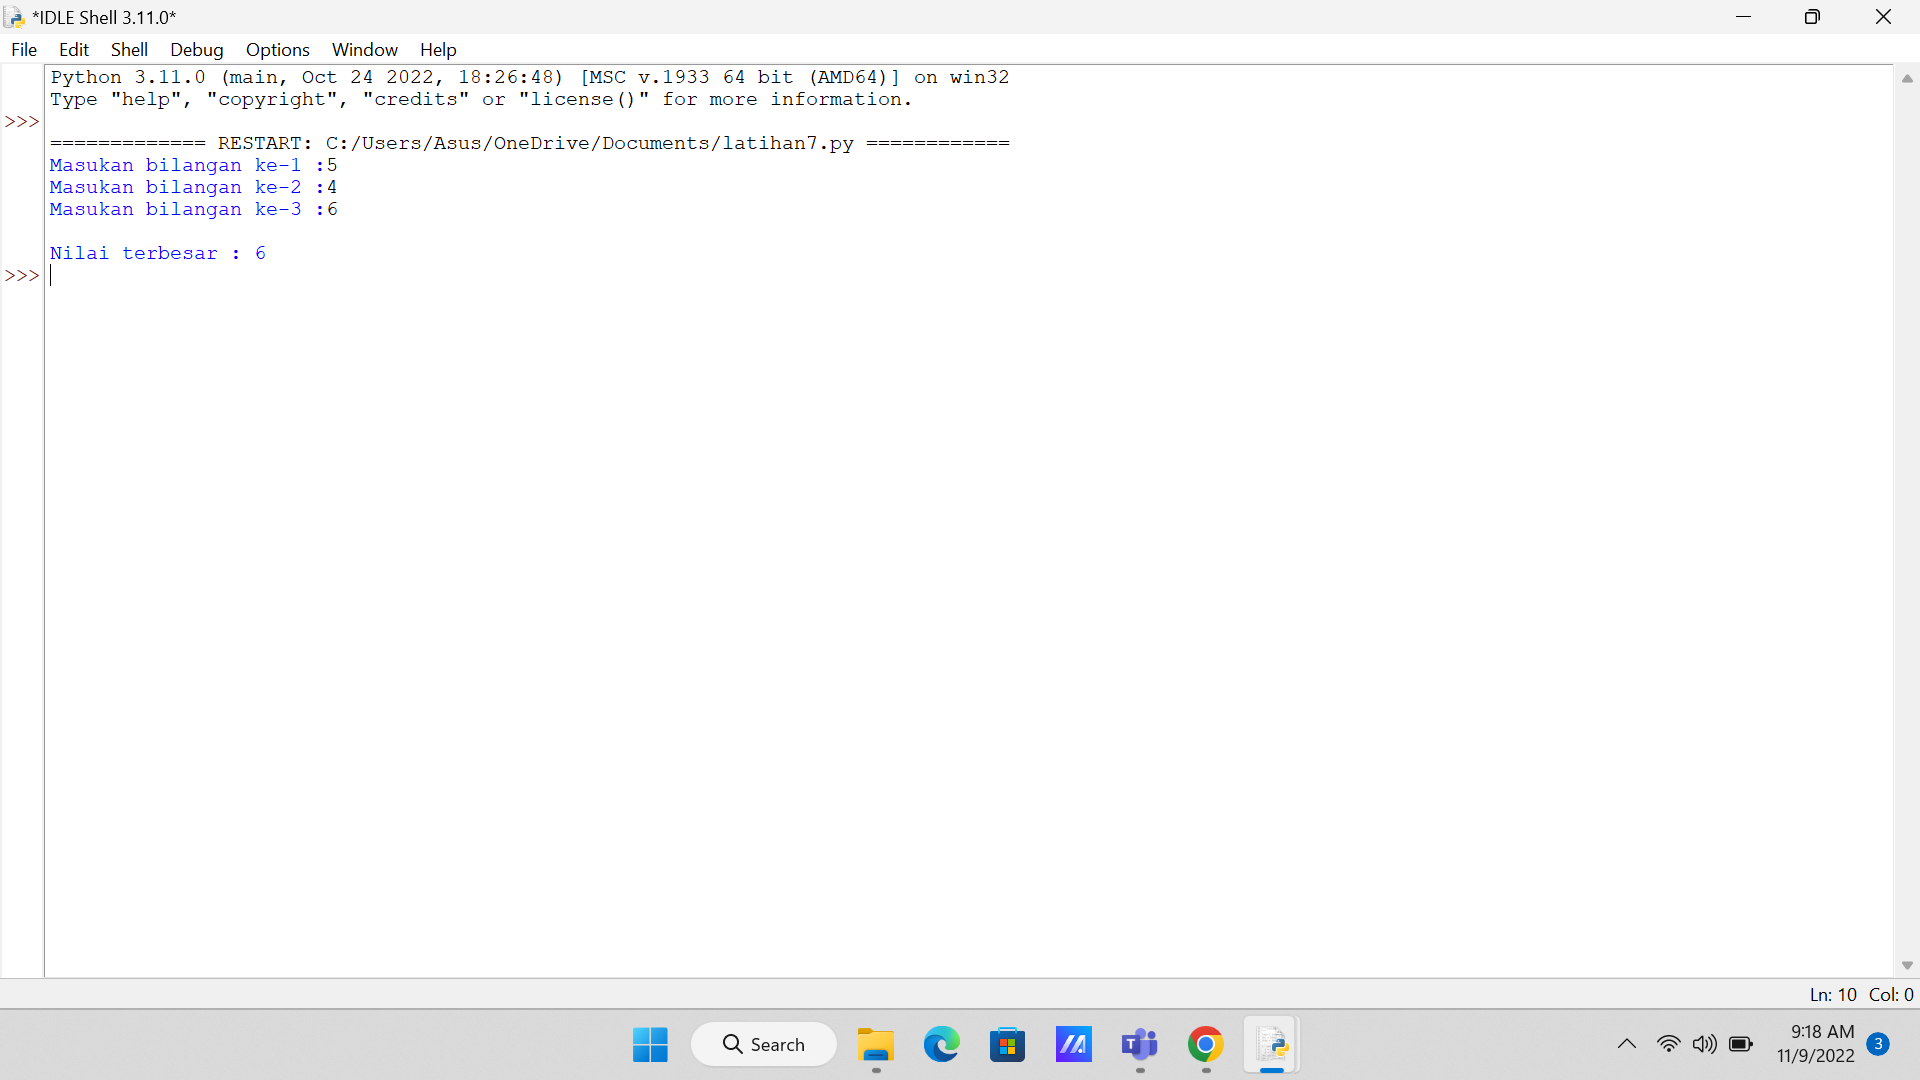 *IDLE Shell 3.11.0*
File Edit Shell Debug Options Window Help
Python 3.11.0 (main, Oct 24 2022, 18:26:48) [MSC v.1933 64 bit (AMD64)] on win32
Type "help", "copyright", "credits" or "license()" for more information.
>>>
============= RESTART: C:/Users/Asus/OneDrive/Documents/latihan7.py ============
Masukan bilangan ke-1 :5
Masukan bilangan ke-2 :4
Masukan bilangan ke-3 :6
Nilai terbesar : 6
>>>
Ln: 10 Col: 0
Search
9:18 AM
11/9/2022
3